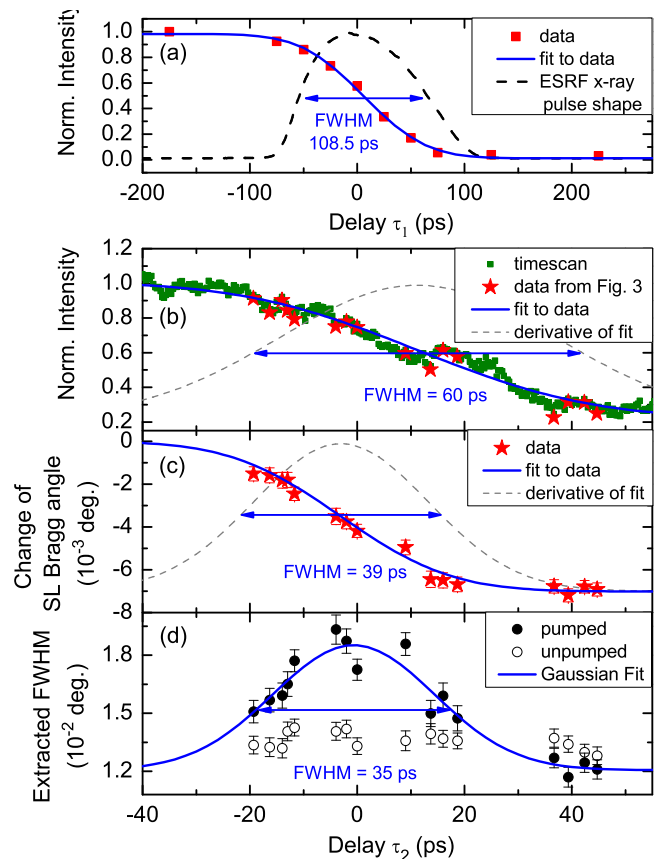 (a)
data
fit to data
ESRF x-ray
pulse shape
FWHM
108.5 ps
Norm. Intensity
1.0
0.8
0.6
0.4
0.2
0.0
-200 -100 0 100 200
Delay τ1 (ps)
(b)
timescan
data from Fig. 3
fit to data
derivative of fit
FWHM = 60 ps
Norm. Intensity
1.2
1.0
0.8
0.6
0.4
0.2
(c)
data
fit to data
derivative of fit
FWHM = 39 ps
Change of
SL Bragg angle
(10-3 deg.)
0
-2
-4
-6
-8
(d)
pumped
unpumped
Gaussian Fit
FWHM = 35 ps
Extracted FWHM
(10-2 deg.)
1.8
1.5
1.2
-40 -20 0 20 40
Delay τ2 (ps)